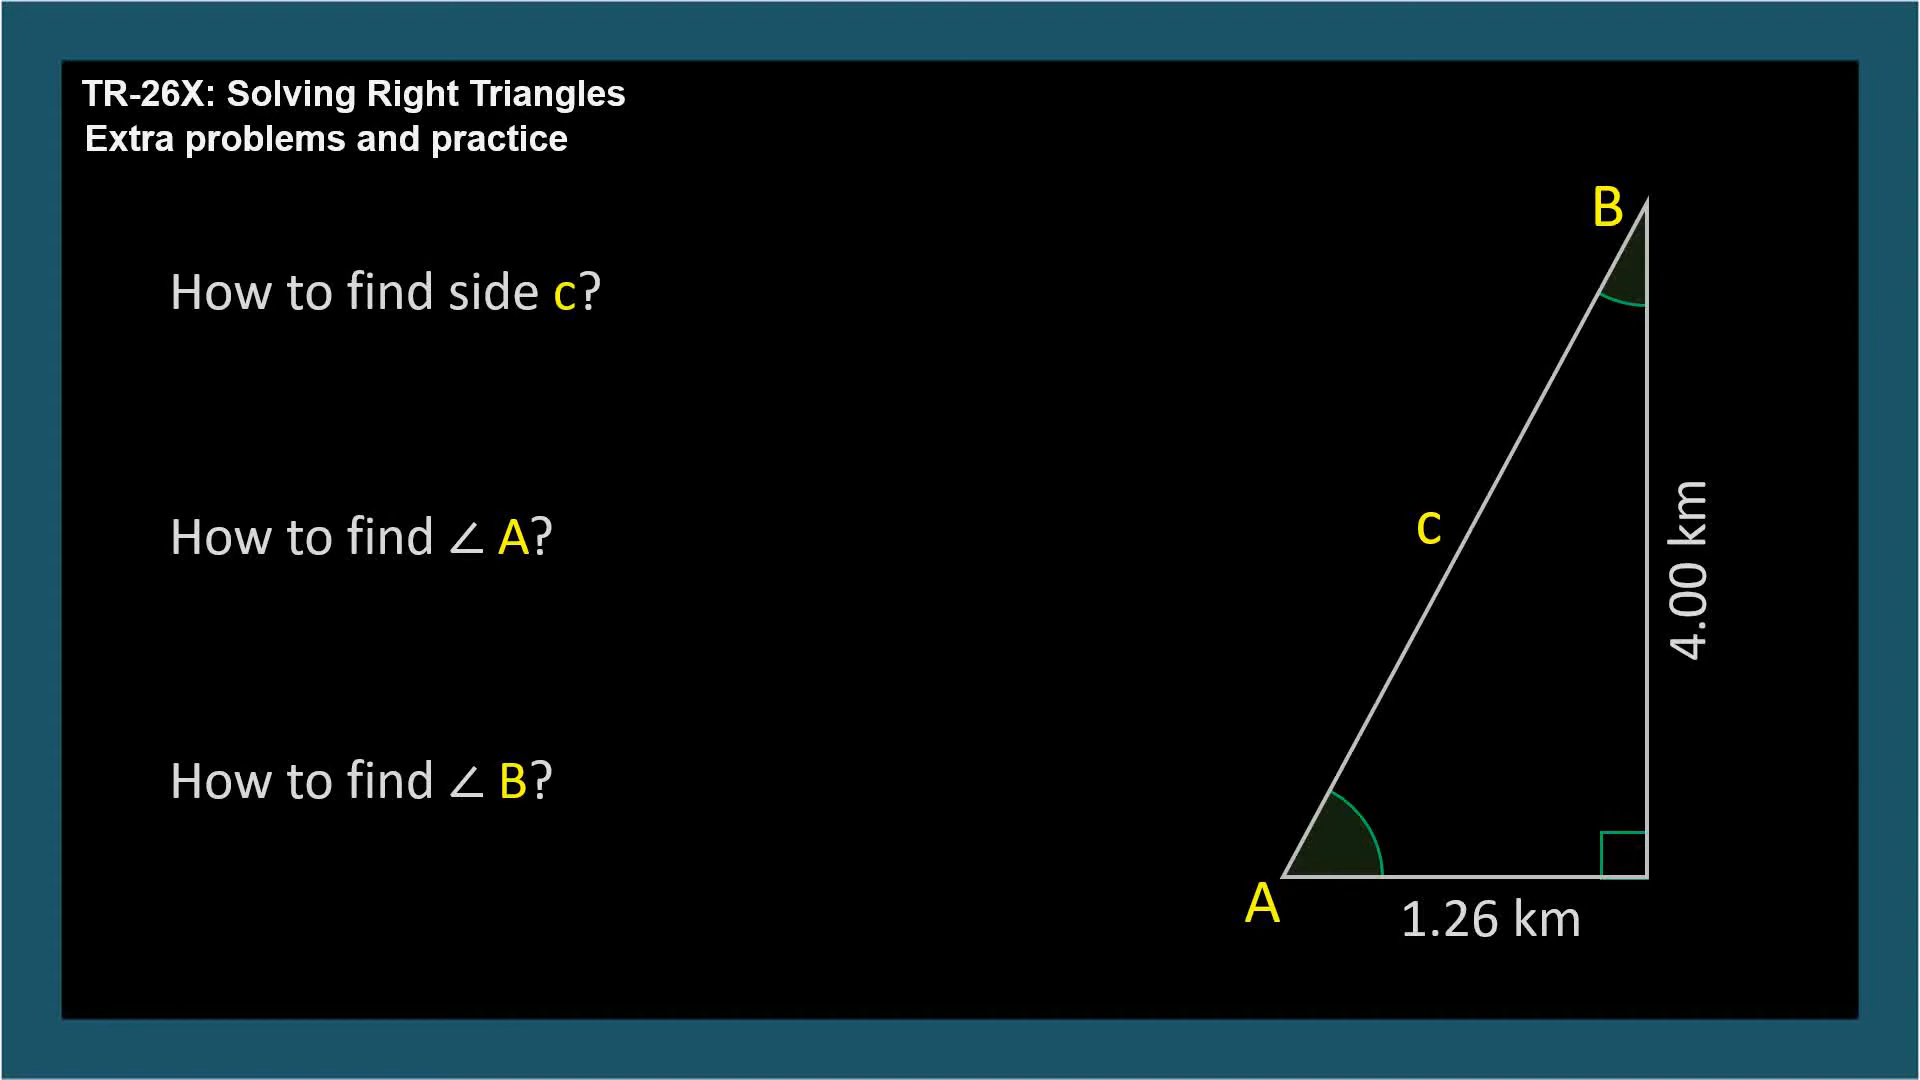 TR-26X: Solving Right Triangles
Extra problems and practice
How to find side c?
How to find ∠ A?
How to find ∠ B?
B
c
4.00 km
A
1.26 km